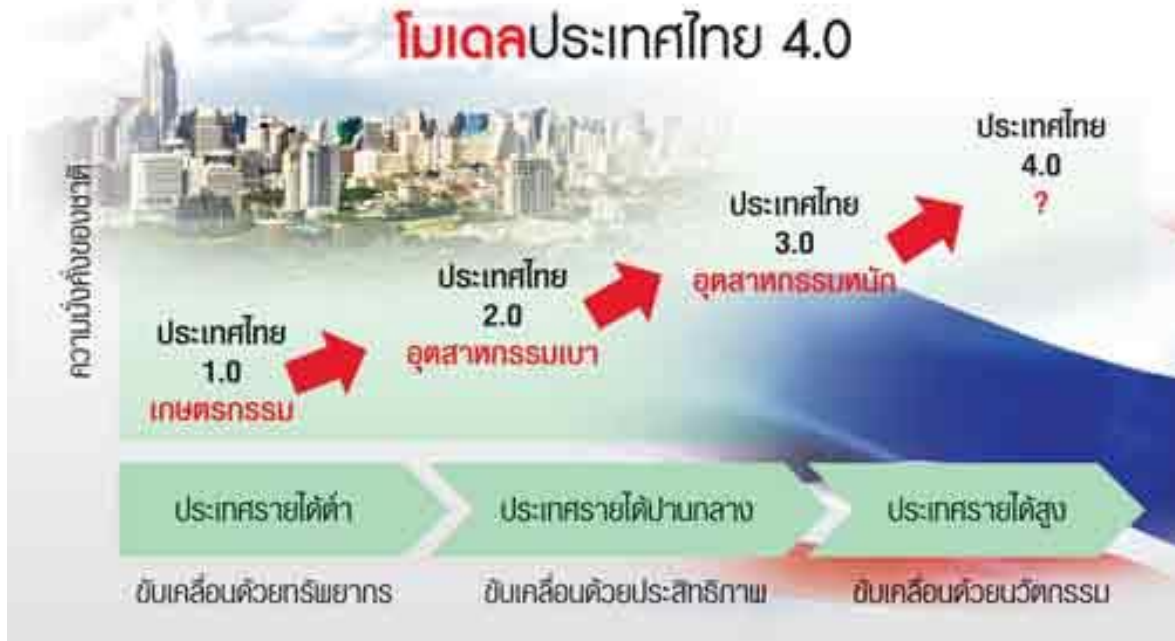 โมเดลประเทศไทย 4.0
ความมั่งคั่งของชาติ
ประเทศไทย
1.0
เกษตรกรรม
ประเทศไทย
2.0
อุตสาหกรรมเบา
ประเทศไทย
3.0
อุตสาหกรรมหนัก
ประเทศไทย
4.0
?
ประเทศรายได้ต่ำ
ประเทศรายได้ปานกลาง
ประเทศรายได้สูง
ขับเคลื่อนด้วยทรัพยากร
ขับเคลื่อนด้วยประสิทธิภาพ
ขับเคลื่อนด้วยนวัตกรรม